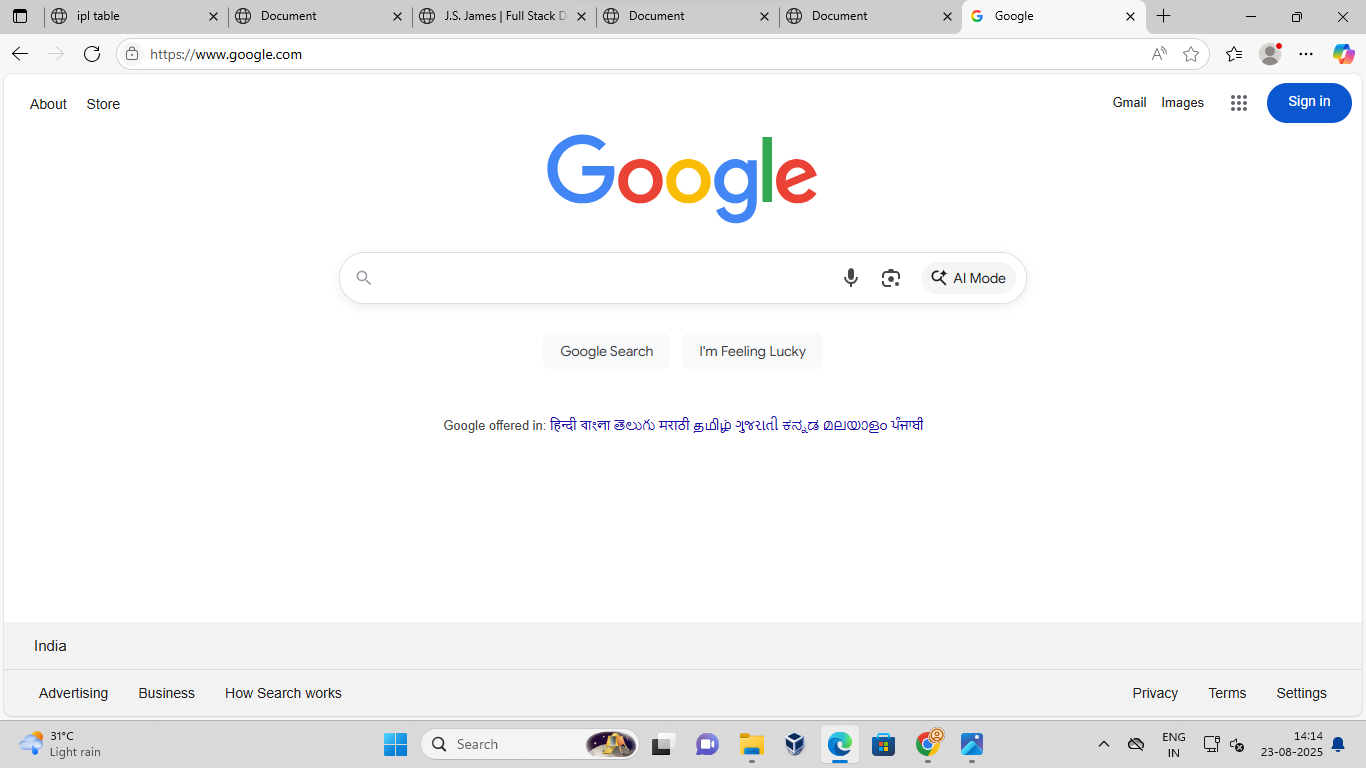 ipl table
Document
J.S. James | Full Stack D
Document
Document
Google
https://www.google.com
About
Store
Gmail
Images
Sign in
Google
AI Mode
Google Search
I'm Feeling Lucky
Google offered in: हिन्दी বাংলা తెలుగు मराठी தமிழ் ગુજરાતી ಕನ್ನಡ മലയാളം ਪੰਜਾਬੀ
India
Advertising
Business
How Search works
Privacy
Terms
Settings
31°C
Light rain
Search
ENG
IN
14:14
23-08-2025